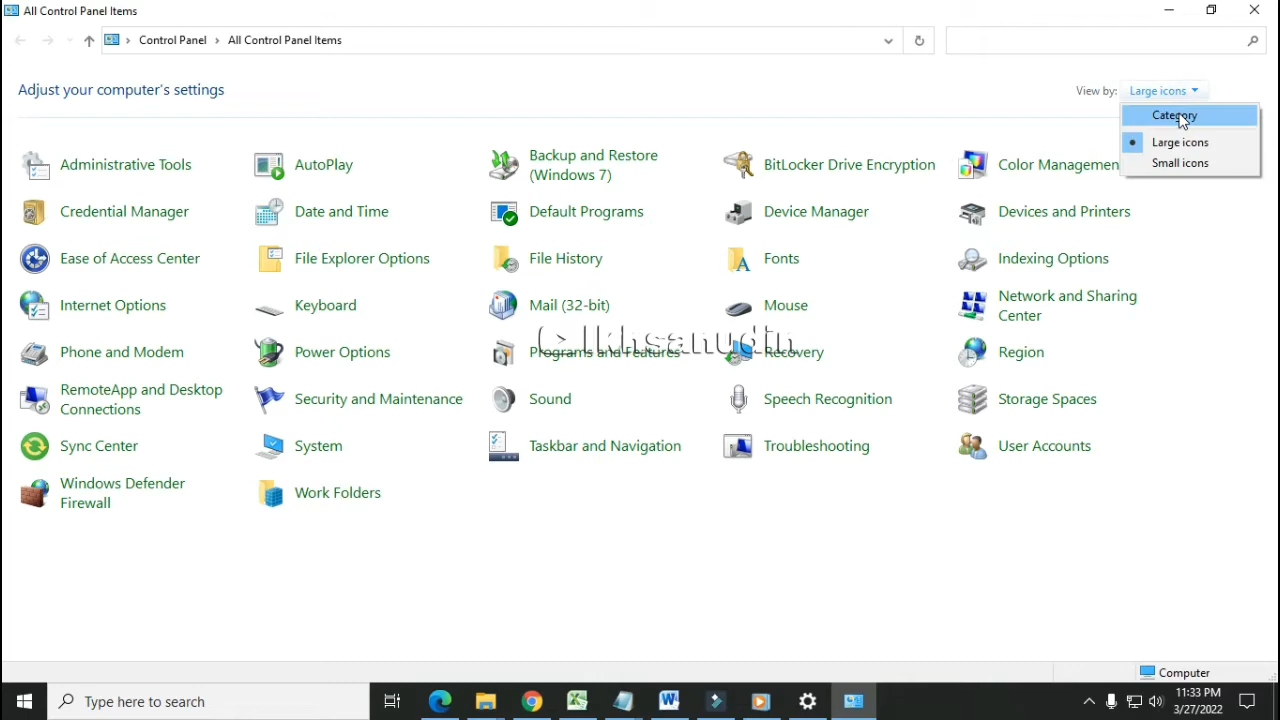 All Control Panel Items
Control Panel > All Control Panel Items
Adjust your computer's settings
View by: Large icons
Category
Large icons
Small icons
Administrative Tools
AutoPlay
Backup and Restore
(Windows 7)
BitLocker Drive Encryption
Color Managemen
Credential Manager
Date and Time
Default Programs
Device Manager
Devices and Printers
Ease of Access Center
File Explorer Options
File History
Fonts
Indexing Options
Internet Options
Keyboard
Mail (32-bit)
Mouse
Network and Sharing
Center
© Ikhsanudin
Phone and Modem
Power Options
Programs and Features
Recovery
Region
RemoteApp and Desktop
Connections
Security and Maintenance
Sound
Speech Recognition
Storage Spaces
Sync Center
System
Taskbar and Navigation
Troubleshooting
User Accounts
Windows Defender
Firewall
Work Folders
Computer
Type here to search
11:33 PM
3/27/2022